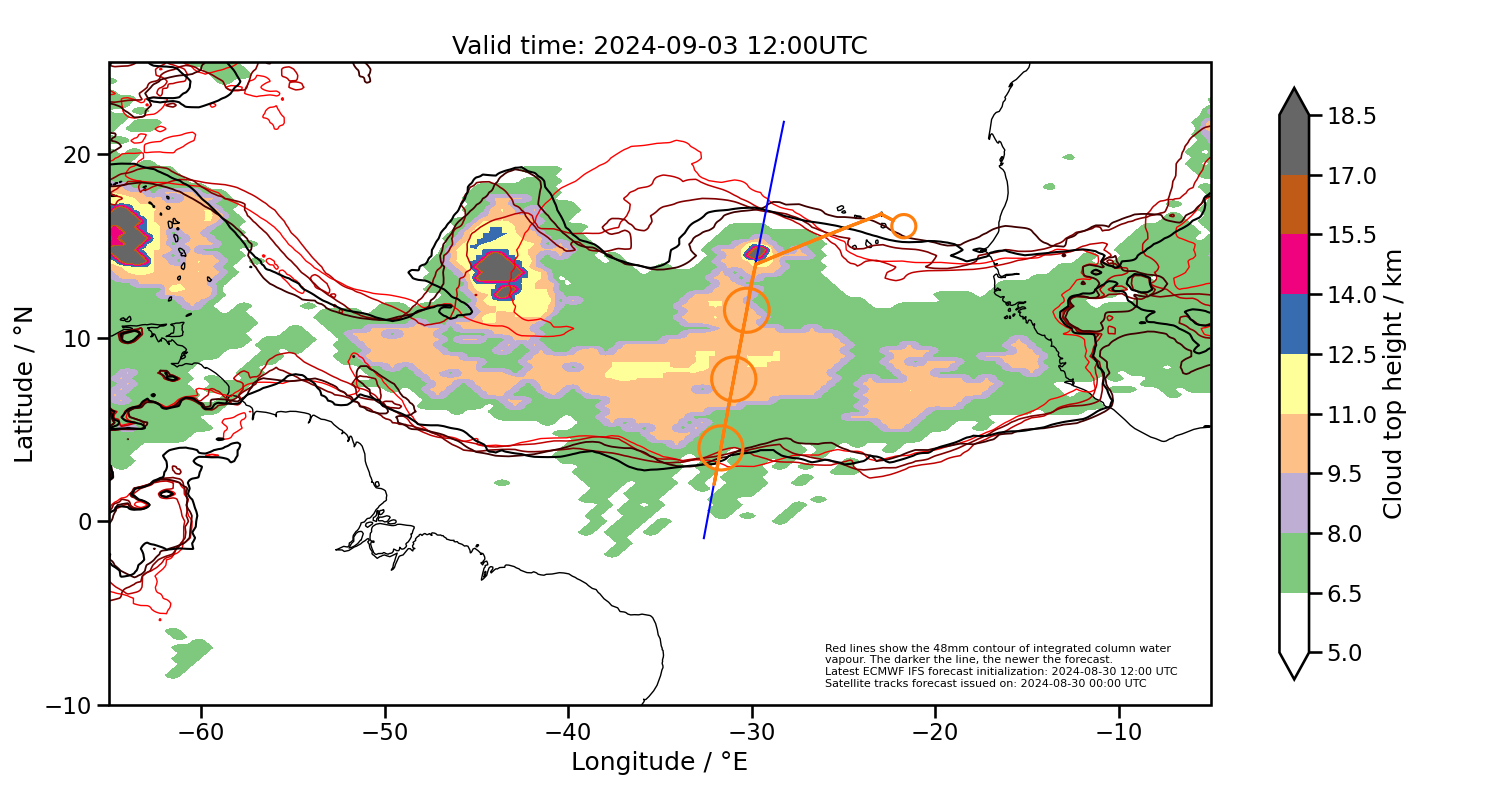 Valid time: 2024-09-03 12:00UTC
20
10
0
−10
Latitude / °N
−60
−50
−40
−30
−20
−10
Longitude / °E
Red lines show the 48mm contour of integrated column water
vapour. The darker the line, the newer the forecast.
Latest ECMWF IFS forecast initialization: 2024-08-30 12:00 UTC
Satellite tracks forecast issued on: 2024-08-30 00:00 UTC
18.5
17.0
15.5
14.0
12.5
11.0
9.5
8.0
6.5
5.0
Cloud top height / km